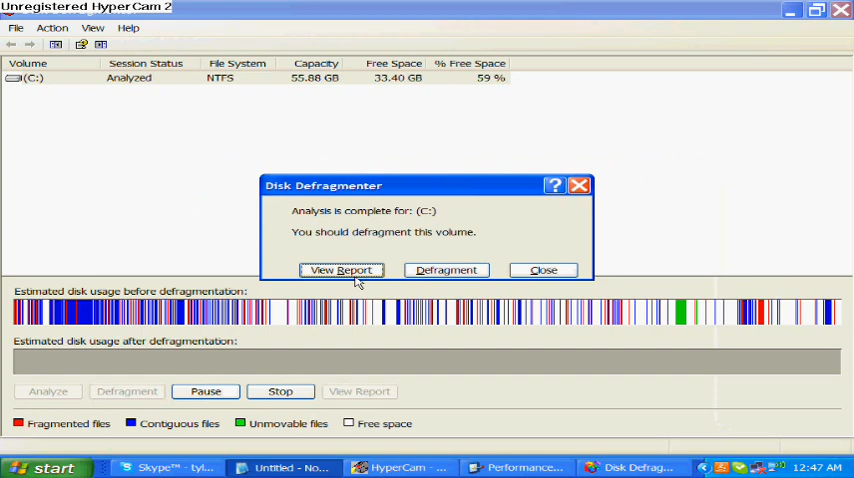 Unregistered HyperCam 2
File Action View Help
Volume Session Status File System Capacity Free Space % Free Space
(C:) Analyzed NTFS 55.88 GB 33.40 GB 59 %
Disk Defragmenter
Analysis is complete for: (C:)
You should defragment this volume.
View Report Defragment Close
Estimated disk usage before defragmentation:
Estimated disk usage after defragmentation:
Analyze Defragment Pause Stop View Report
Fragmented files Contiguous files Unmovable files Free space
start Skype™ - tyl... Untitled - No... HyperCam - ... Performance... Disk Defrag... 12:47 AM